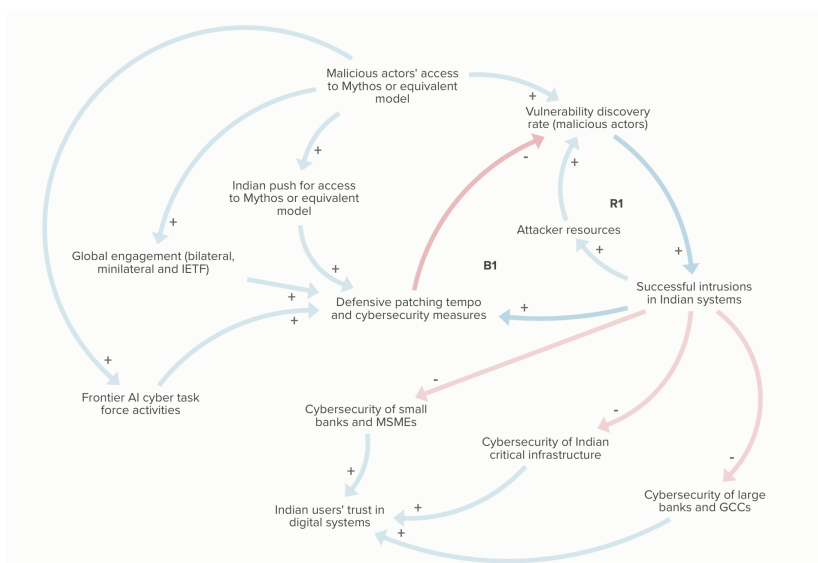 Malicious actors' access
to Mythos or equivalent
model
+
Vulnerability discovery
rate (malicious actors)
+
-
+
Indian push for access
to Mythos or equivalent
model
R1
+
Attacker resources
+
+
Global engagement (bilateral,
minilateral and IETF)
B1
+
+
Successful intrusions
in Indian systems
+
Defensive patching tempo
and cybersecurity measures
+
+
Frontier AI cyber task
force activities
-
Cybersecurity of small
banks and MSMEs
-
Cybersecurity of Indian
critical infrastructure
-
+
Cybersecurity of large
banks and GCCs
Indian users' trust in
digital systems
+
+